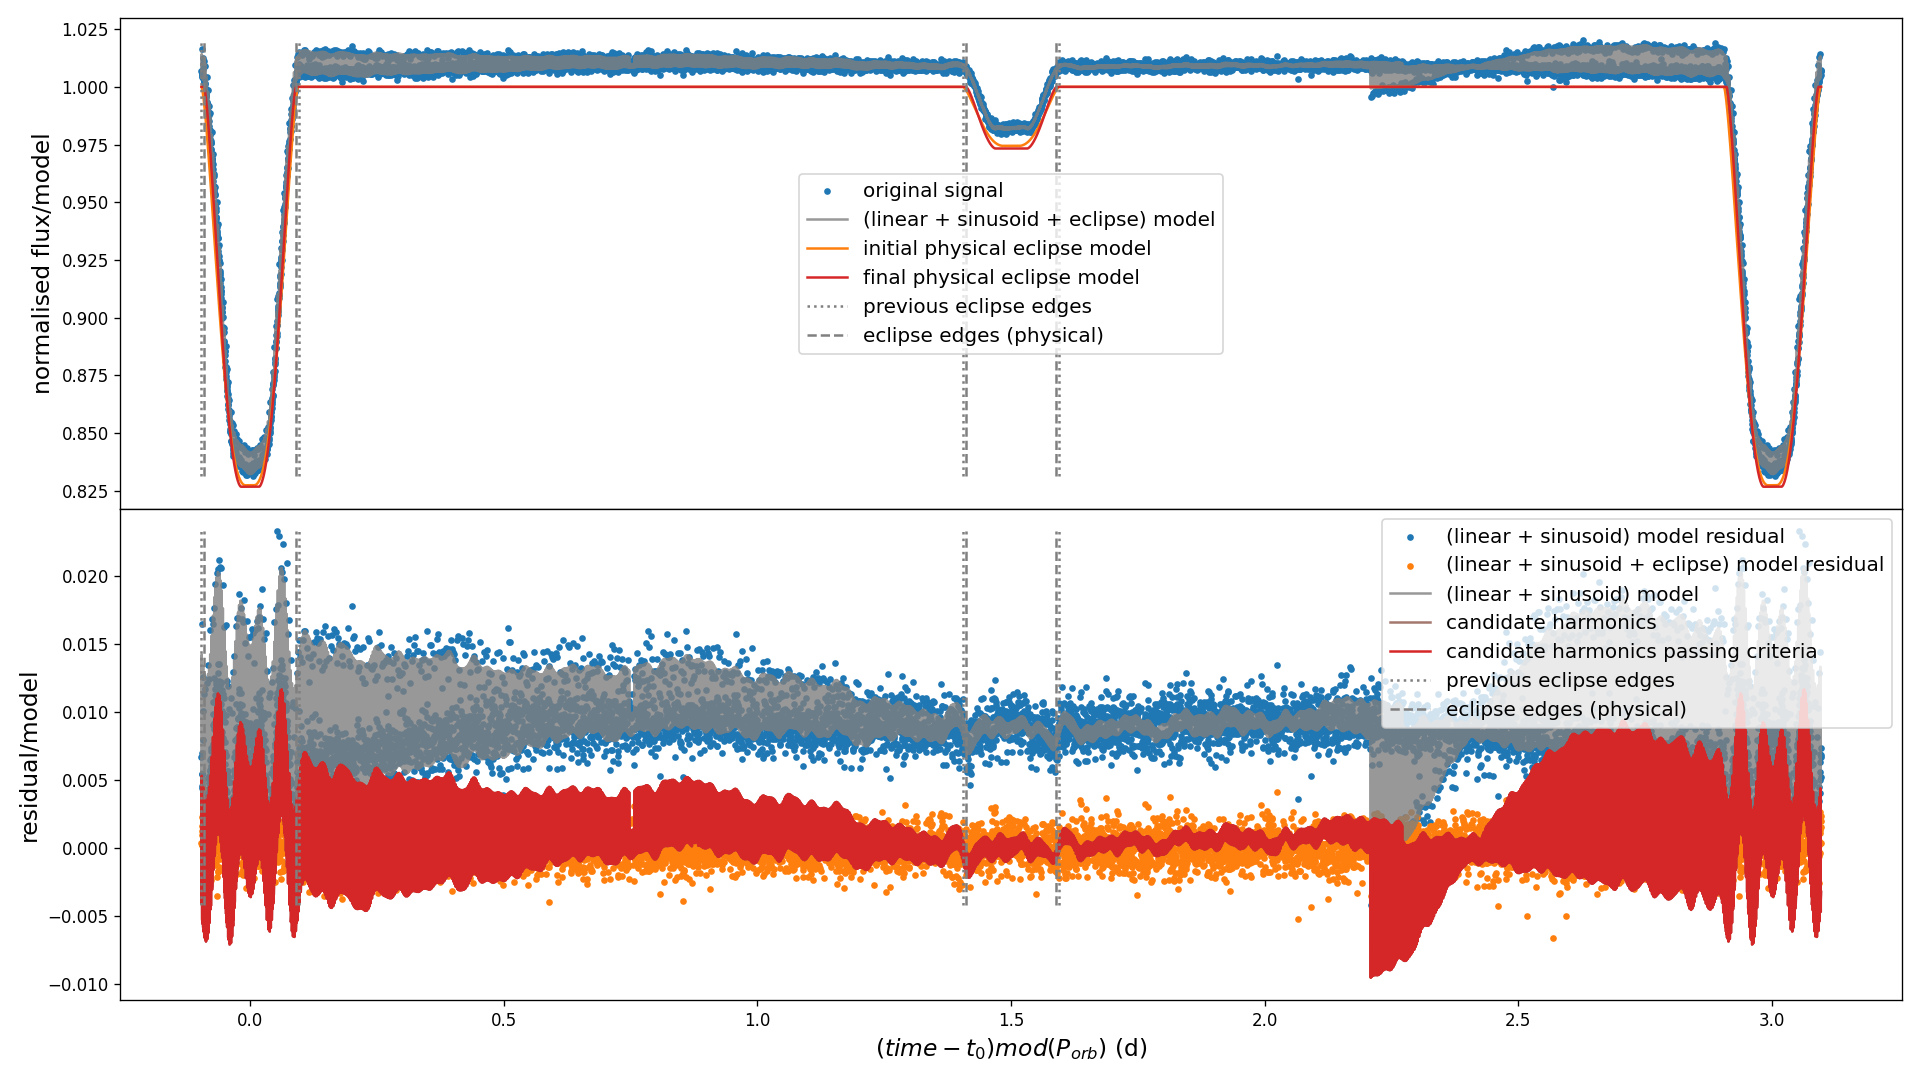 1.025
1.000
0.975
0.950
0.925
0.900
0.875
0.850
0.825
normalised flux/model
original signal
(linear + sinusoid + eclipse) model
initial physical eclipse model
final physical eclipse model
previous eclipse edges
eclipse edges (physical)
0.020
0.015
0.010
0.005
0.000
−0.005
−0.010
residual/model
(linear + sinusoid) model residual
(linear + sinusoid + eclipse) model residual
(linear + sinusoid) model
candidate harmonics
candidate harmonics passing criteria
previous eclipse edges
eclipse edges (physical)
0.0 0.5 1.0 1.5 2.0 2.5 3.0
(time − t₀)mod(Pₒᵣb) (d)